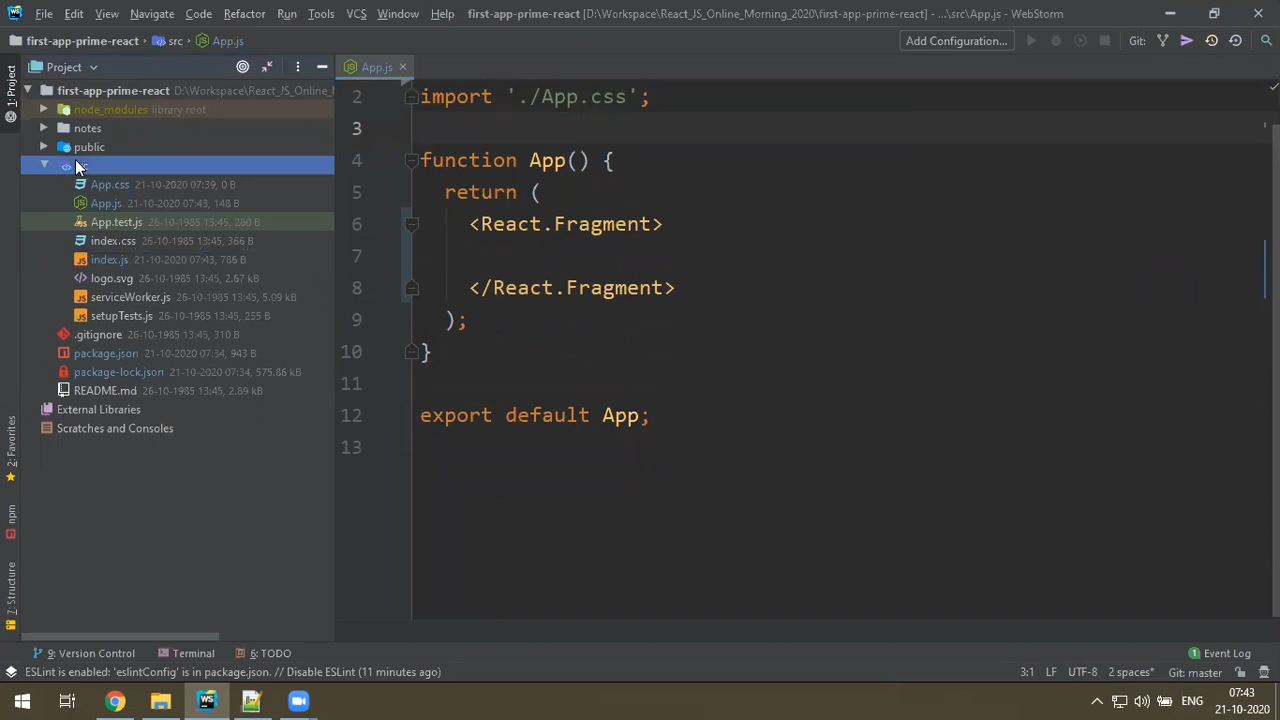 File Edit View Navigate Code Refactor Run Tools VCS Window Help first-app-prime-react [D:\Workspace\React_JS_Online_Morning_2020\first-app-prime-react] - ...\src\App.js - WebStorm
first-app-prime-react src App.js Add Configuration... Git:
Project
App.js
1: Project
first-app-prime-react D:\Workspace\React_JS_Online_
node_modules library root
notes
public
App.css 21-10-2020 07:39, 0 B
App.js 21-10-2020 07:43, 148 B
App.test.js 26-10-1985 13:45, 280 B
index.css 26-10-1985 13:45, 366 B
index.js 21-10-2020 07:43, 786 B
logo.svg 26-10-1985 13:45, 2.67 kB
serviceWorker.js 26-10-1985 13:45, 5.09 kB
setupTests.js 26-10-1985 13:45, 255 B
.gitignore 26-10-1985 13:45, 310 B
package.json 21-10-2020 07:34, 943 B
package-lock.json 21-10-2020 07:34, 575.86 kB
README.md 26-10-1985 13:45, 2.89 kB
External Libraries
Scratches and Consoles
2: Favorites
npm
7: Structure
2 import './App.css';
3
4 function App() {
5 return (
6 <React.Fragment>
7
8 </React.Fragment>
9 );
10 }
11
12 export default App;
13
9: Version Control Terminal 6: TODO 1 Event Log
ESLint is enabled: 'eslintConfig' is in package.json. // Disable ESLint (11 minutes ago) 3:1 LF UTF-8 2 spaces* Git: master
ENG 07:43
21-10-2020